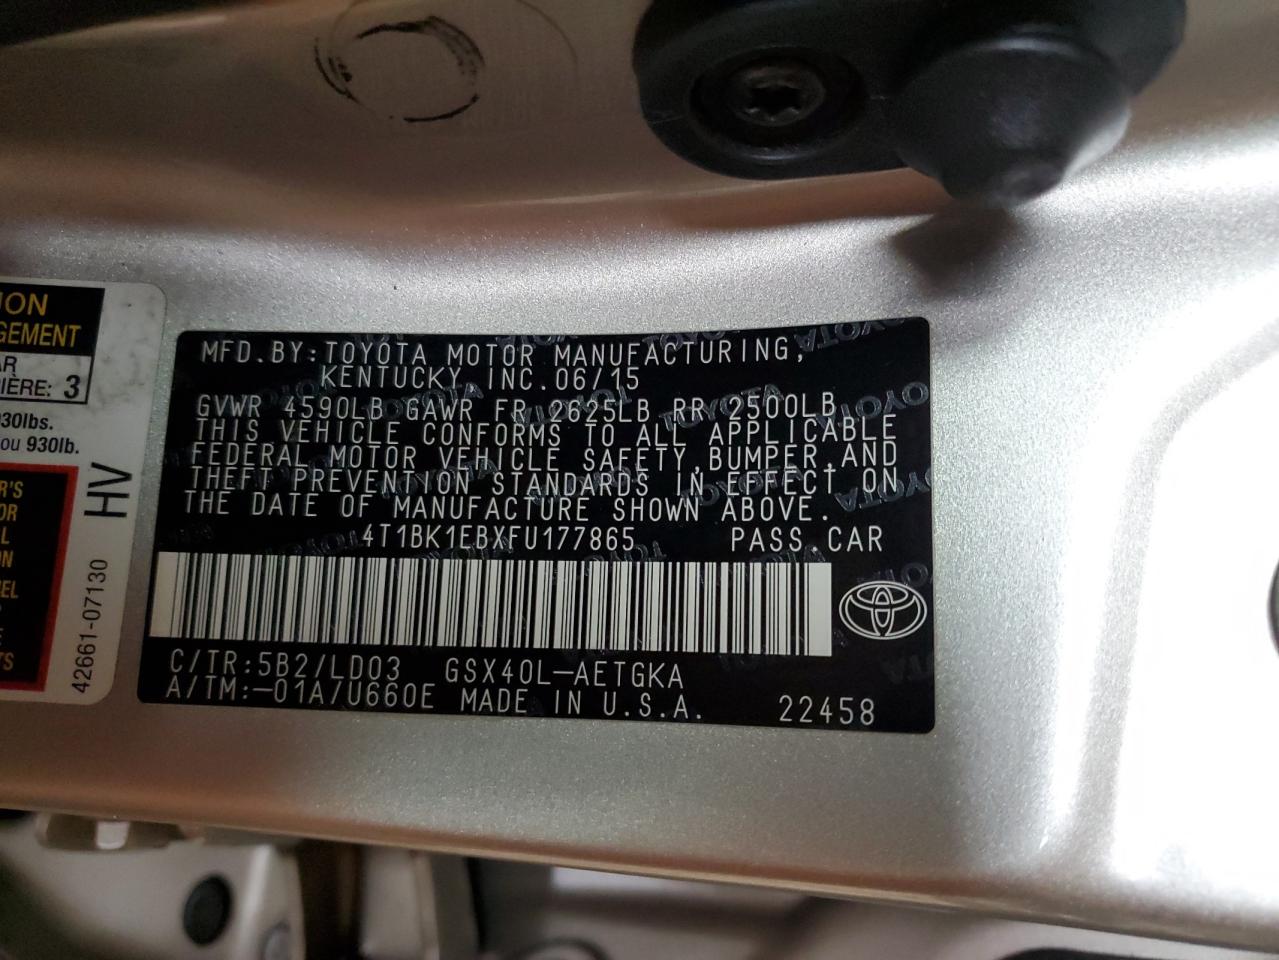 ION
GEMENT
AR
IÈRE: 3
930lbs.
ou 930lb.
R'S
OR
L
ON
EL
E
TS
HV
42661-07130
MFD.BY:TOYOTA MOTOR MANUFACTURING,
KENTUCKY INC.06/15
GVWR 4590LB GAWR FR 2625LB RR 2500LB
THIS VEHICLE CONFORMS TO ALL APPLICABLE
FEDERAL MOTOR VEHICLE SAFETY,BUMPER,AND
THEFT PREVENTION STANDARDS IN EFFECT ON
THE DATE OF MANUFACTURE SHOWN ABOVE.
4T1BK1EBXFU177865 PASS.CAR
C/TR:5B2/LD03 GSX40L-AETGKA
A/TM:-01A/U660E MADE IN U.S.A. 22458